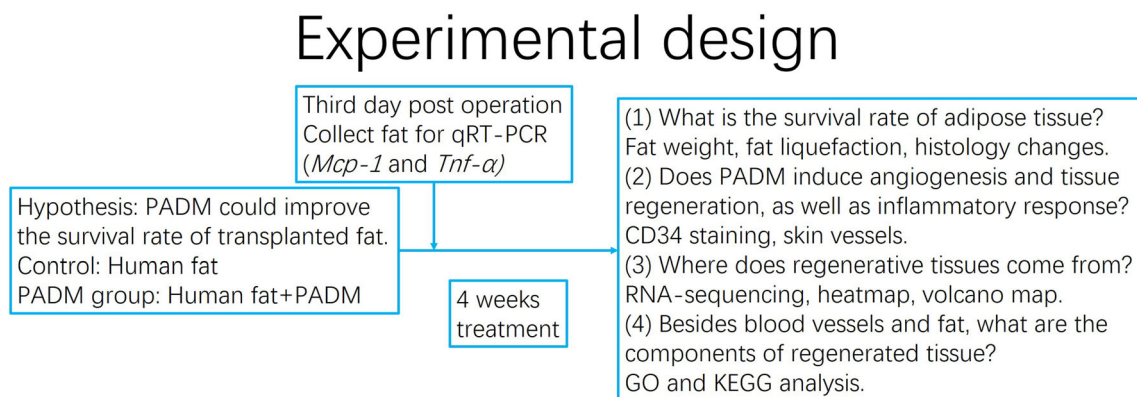 Experimental design
Third day post operation
Collect fat for qRT-PCR
(Mcp-1 and Tnf-α)
Hypothesis: PADM could improve
the survival rate of transplanted fat.
Control: Human fat
PADM group: Human fat+PADM
4 weeks
treatment
(1) What is the survival rate of adipose tissue?
Fat weight, fat liquefaction, histology changes.
(2) Does PADM induce angiogenesis and tissue
regeneration, as well as inflammatory response?
CD34 staining, skin vessels.
(3) Where does regenerative tissues come from?
RNA-sequencing, heatmap, volcano map.
(4) Besides blood vessels and fat, what are the
components of regenerated tissue?
GO and KEGG analysis.